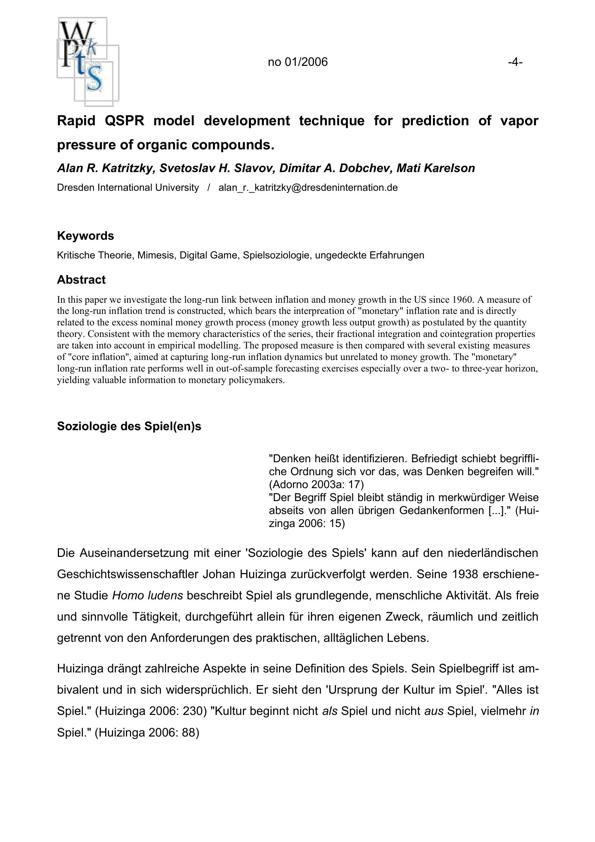 W
Pkts
no 01/2006
-4-
Rapid QSPR model development technique for prediction of vapor
pressure of organic compounds.
Alan R. Katritzky, Svetoslav H. Slavov, Dimitar A. Dobchev, Mati Karelson
Dresden International University / alan_r._katritzky@dresdeninternation.de
Keywords
Kritische Theorie, Mimesis, Digital Game, Spielsoziologie, ungedeckte Erfahrungen
Abstract
In this paper we investigate the long-run link between inflation and money growth in the US since 1960. A measure of
the long-run inflation trend is constructed, which bears the interpreation of "monetary" inflation rate and is directly
related to the excess nominal money growth process (money growth less output growth) as postulated by the quantity
theory. Consistent with the memory characteristics of the series, their fractional integration and cointegration properties
are taken into account in empirical modelling. The proposed measure is then compared with several existing measures
of "core inflation", aimed at capturing long-run inflation dynamics but unrelated to money growth. The "monetary"
long-run inflation rate performs well in out-of-sample forecasting exercises especially over a two- to three-year horizon,
yielding valuable information to monetary policymakers.
Soziologie des Spiel(en)s
"Denken heißt identifizieren. Befriedigt schiebt begriffli-
che Ordnung sich vor das, was Denken begreifen will."
(Adorno 2003a: 17)
"Der Begriff Spiel bleibt ständig in merkwürdiger Weise
abseits von allen übrigen Gedankenformen [...]." (Hui-
zinga 2006: 15)
Die Auseinandersetzung mit einer 'Soziologie des Spiels' kann auf den niederländischen
Geschichtswissenschaftler Johan Huizinga zurückverfolgt werden. Seine 1938 erschiene-
ne Studie Homo ludens beschreibt Spiel als grundlegende, menschliche Aktivität. Als freie
und sinnvolle Tätigkeit, durchgeführt allein für ihren eigenen Zweck, räumlich und zeitlich
getrennt von den Anforderungen des praktischen, alltäglichen Lebens.
Huizinga drängt zahlreiche Aspekte in seine Definition des Spiels. Sein Spielbegriff ist am-
bivalent und in sich widersprüchlich. Er sieht den 'Ursprung der Kultur im Spiel'. "Alles ist
Spiel." (Huizinga 2006: 230) "Kultur beginnt nicht als Spiel und nicht aus Spiel, vielmehr in
Spiel." (Huizinga 2006: 88)